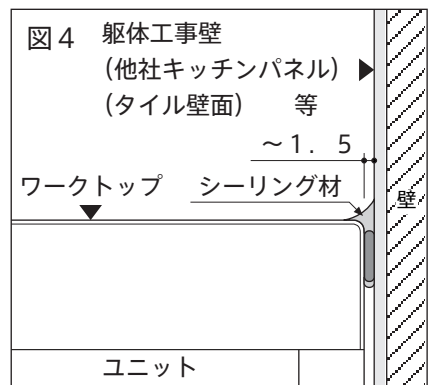 図4 躯体工事壁
(他社キッチンパネル)
(タイル壁面) 等
~1. 5
ワークトップ シーリング材
壁
ユニット